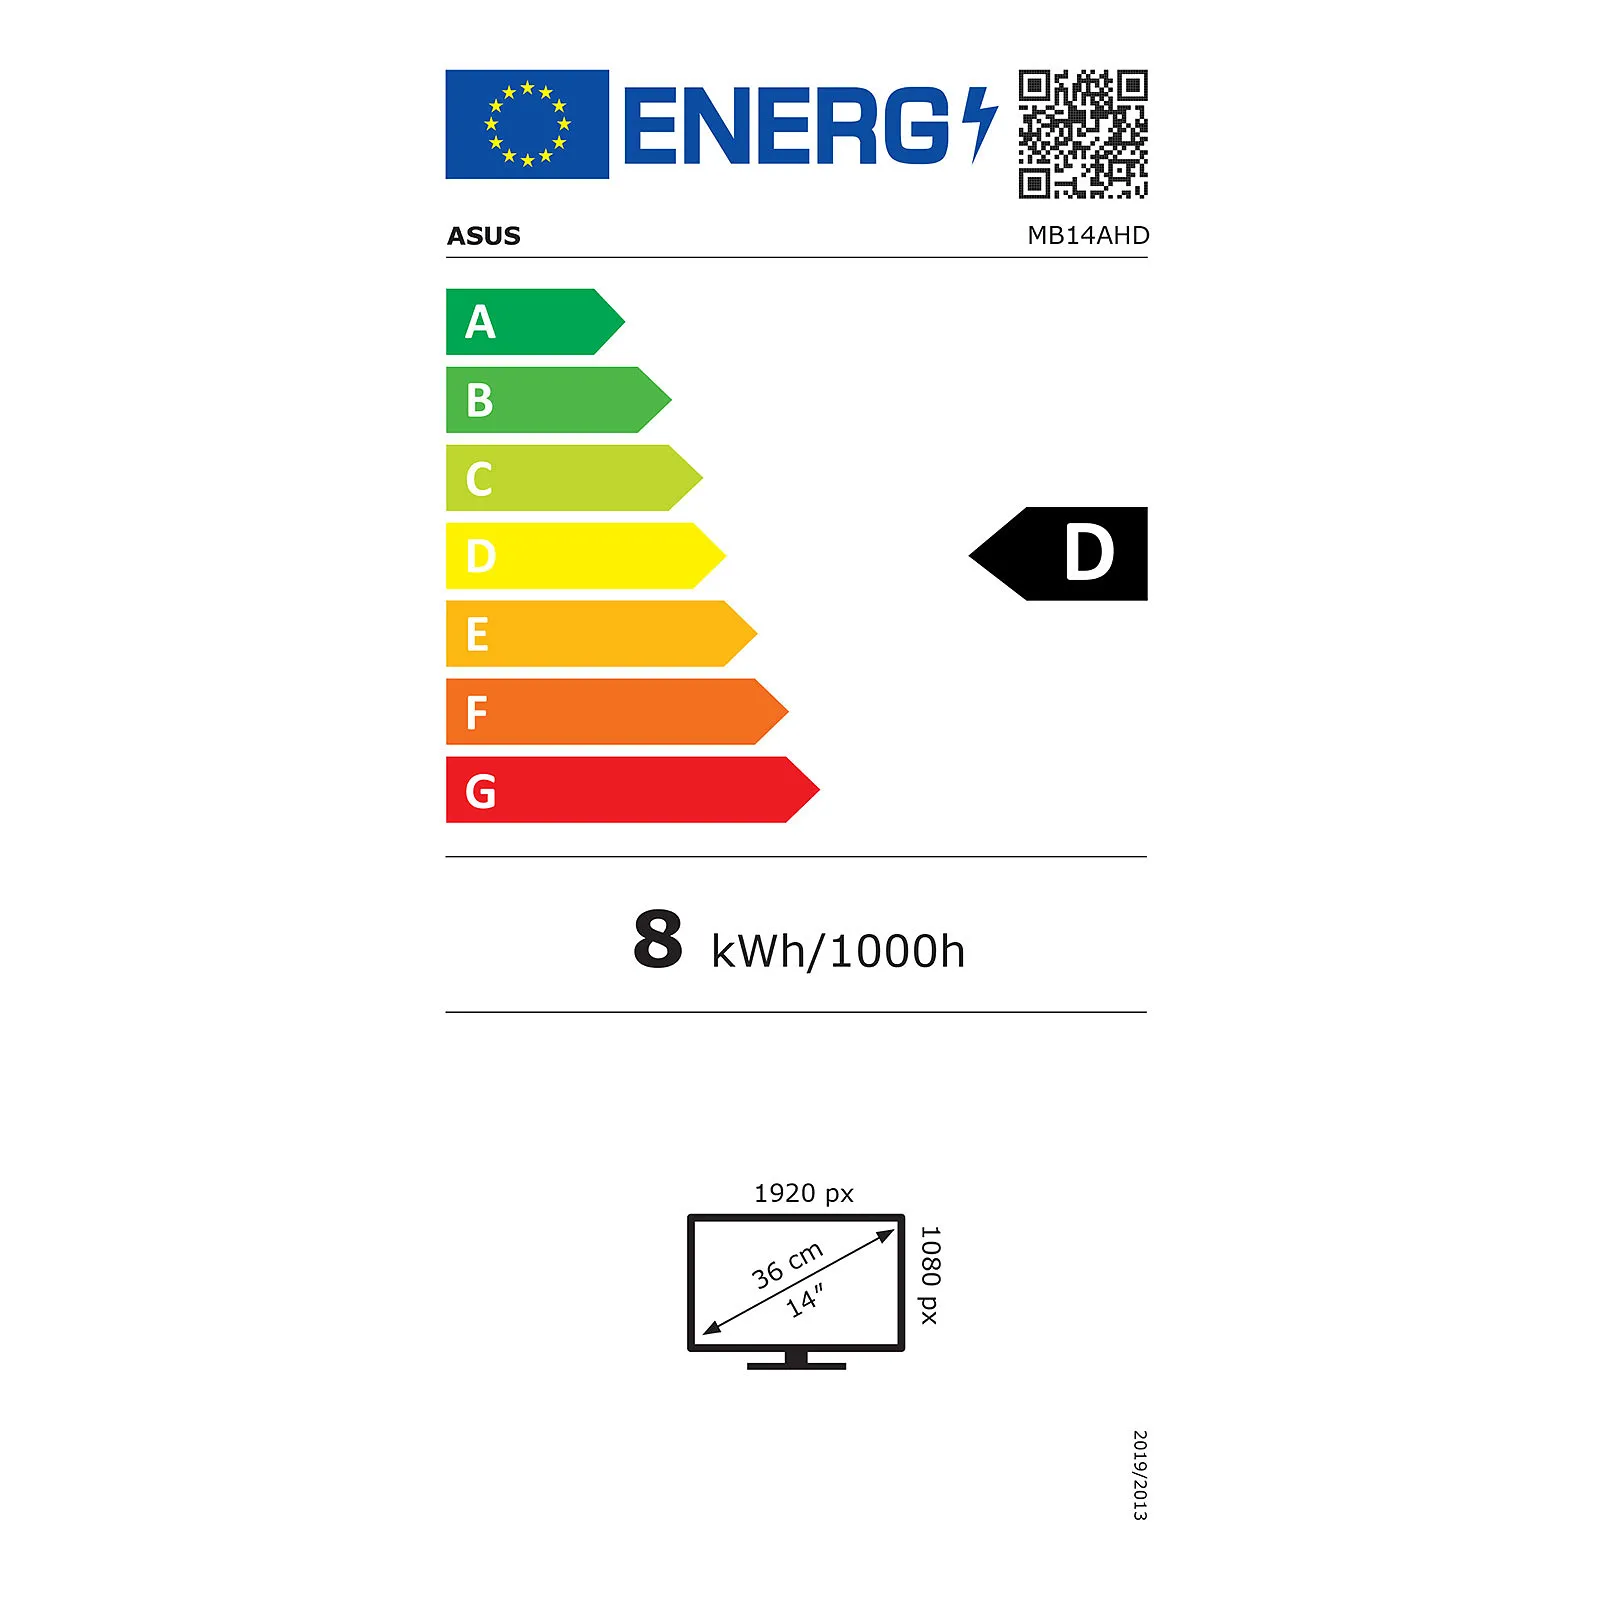 ENERG
ASUS
MB14AHD
A
B
C
D
D
E
F
G
8 kWh/1000h
1920 px
36 cm
14"
1080 px
2019/2013